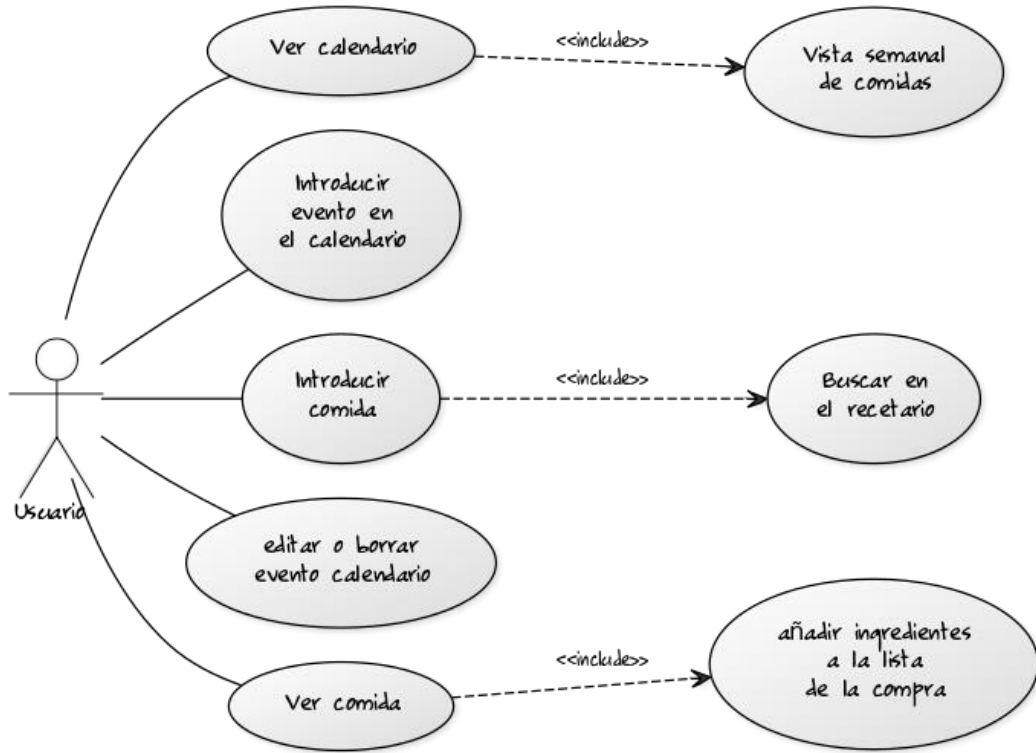 Ver calendario
<<include>>
Vista semanal
de comidas
Introducir
evento en
el calendario
Introducir
comida
<<include>>
Buscar en
el recetario
Usuario
editar o borrar
evento calendario
Ver comida
<<include>>
añadir ingredientes
a la lista
de la compra